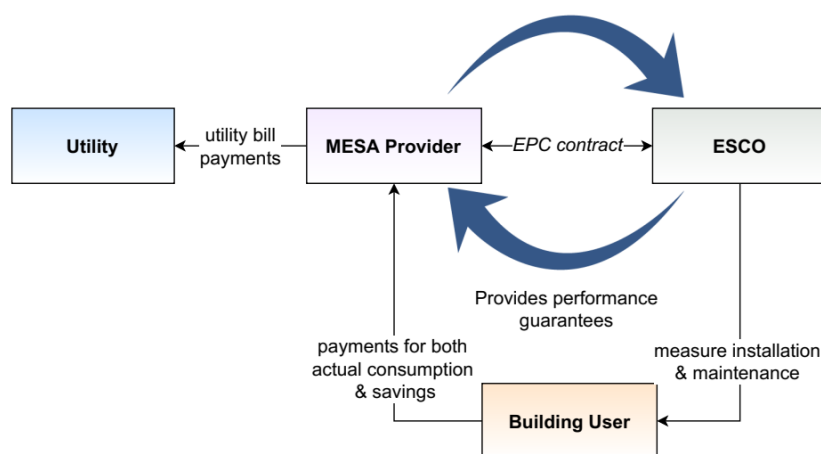 Utility
utility bill
payments
MESA Provider
EPC contract
ESCO
Provides performance
guarantees
payments for both
actual consumption
& savings
measure installation
& maintenance
Building User